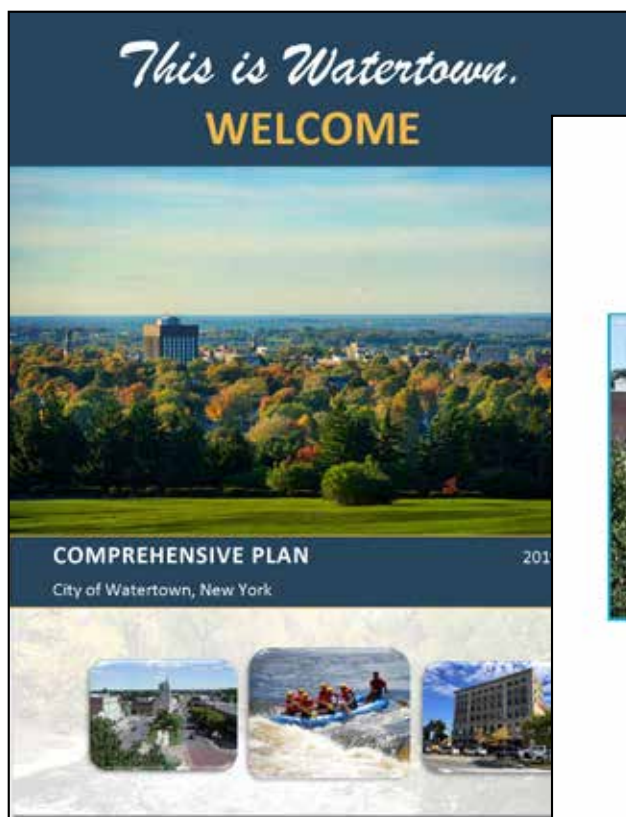 This is Watertown.
WELCOME
COMPREHENSIVE PLAN
City of Watertown, New York